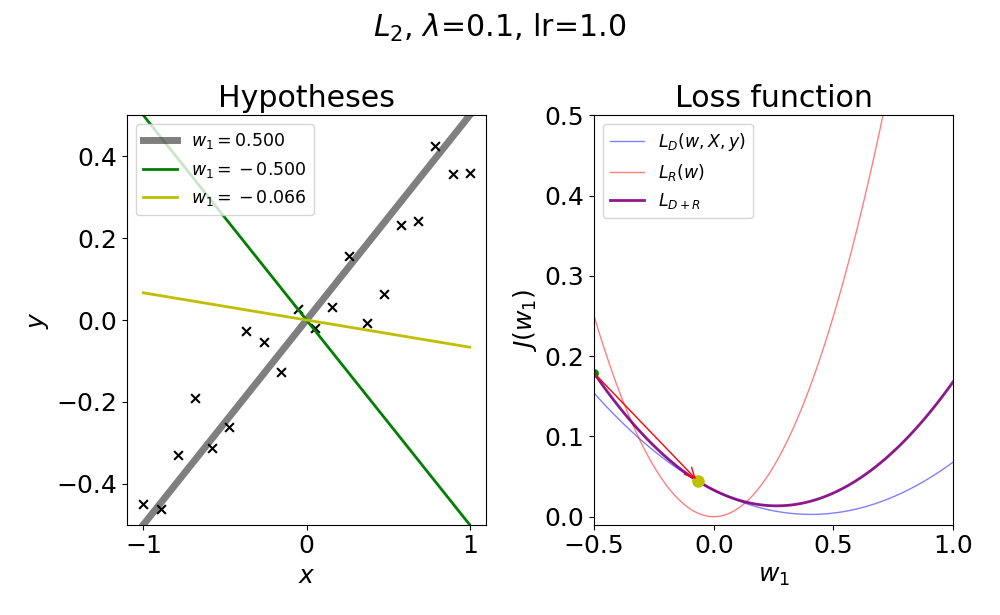 L₂, λ=0.1, lr=1.0
Hypotheses
w₁ = 0.500
w₁ = −0.500
w₁ = −0.066
0.4
0.2
0.0
−0.2
−0.4
y
−1
0
1
x
Loss function
L_D(w, X, y)
L_R(w)
L_{D+R}
0.5
0.4
0.3
0.2
0.1
0.0
J(w₁)
−0.5
0.0
0.5
1.0
w₁